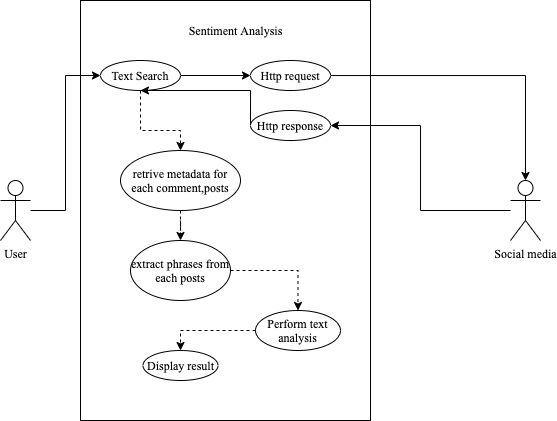 Sentiment Analysis
Text Search
Http request
Http response
retrive metadata for
each comment,posts
User
Social media
extract phrases from
each posts
Perform text
analysis
Display result